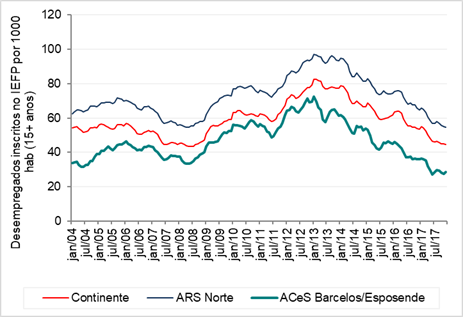 Desempregados inscritos no IEFP por 1000
hab (15+ anos)
120
100
80
60
40
20
0
jan/04
jul/04
jan/05
jul/05
jan/06
jul/06
jan/07
jul/07
jan/08
jul/08
jan/09
jul/09
jan/10
jul/10
jan/11
jul/11
jan/12
jul/12
jan/13
jul/13
jan/14
jul/14
jan/15
jul/15
jan/16
jul/16
jan/17
jul/17
Continente
ARS Norte
ACeS Barcelos/Esposende